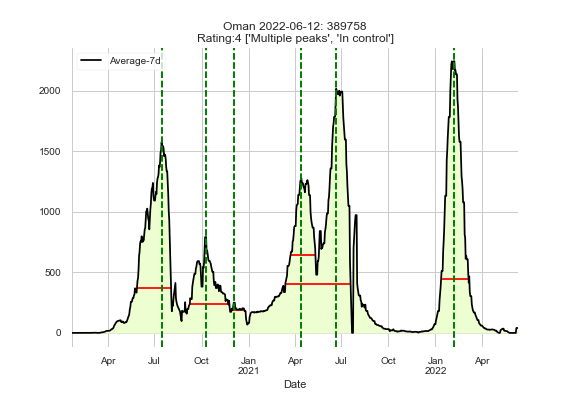 Oman 2022-06-12: 389758
Rating:4 ['Multiple peaks', 'In control']
Average-7d
2000
1500
1000
500
0
Apr Jul Oct Jan Apr Jul Oct Jan Apr
2021 2022
Date